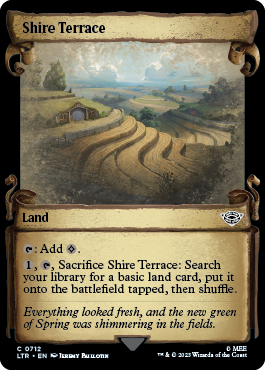 Shire Terrace
Land
: Add .
1, , Sacrifice Shire Terrace: Search
your library for a basic land card, put it
onto the battlefield tapped, then shuffle.
Everything looked fresh, and the new green
of Spring was shimmering in the fields.
C 0712
LTR • EN Jeremy Paillotin
© MEE
™ & © 2023 Wizards of the Coast